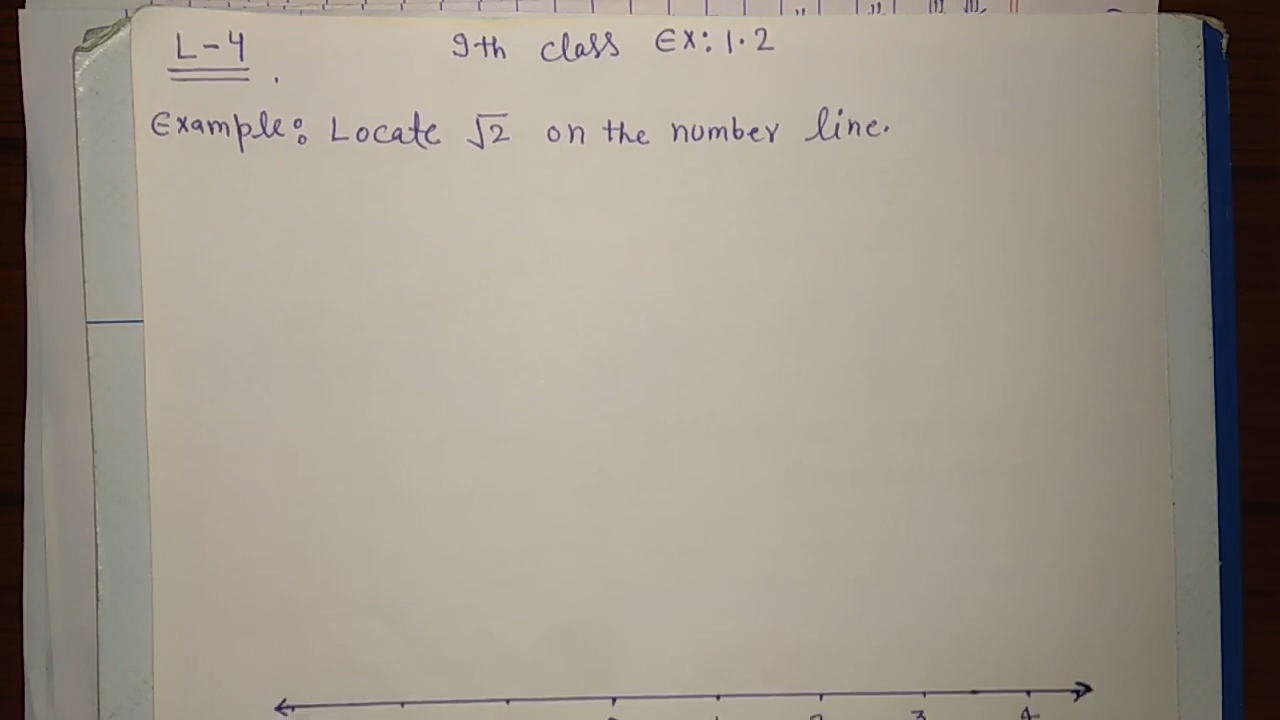 L-4
9th class Ex: 1.2
Example: Locate √2 on the number line.
3 4